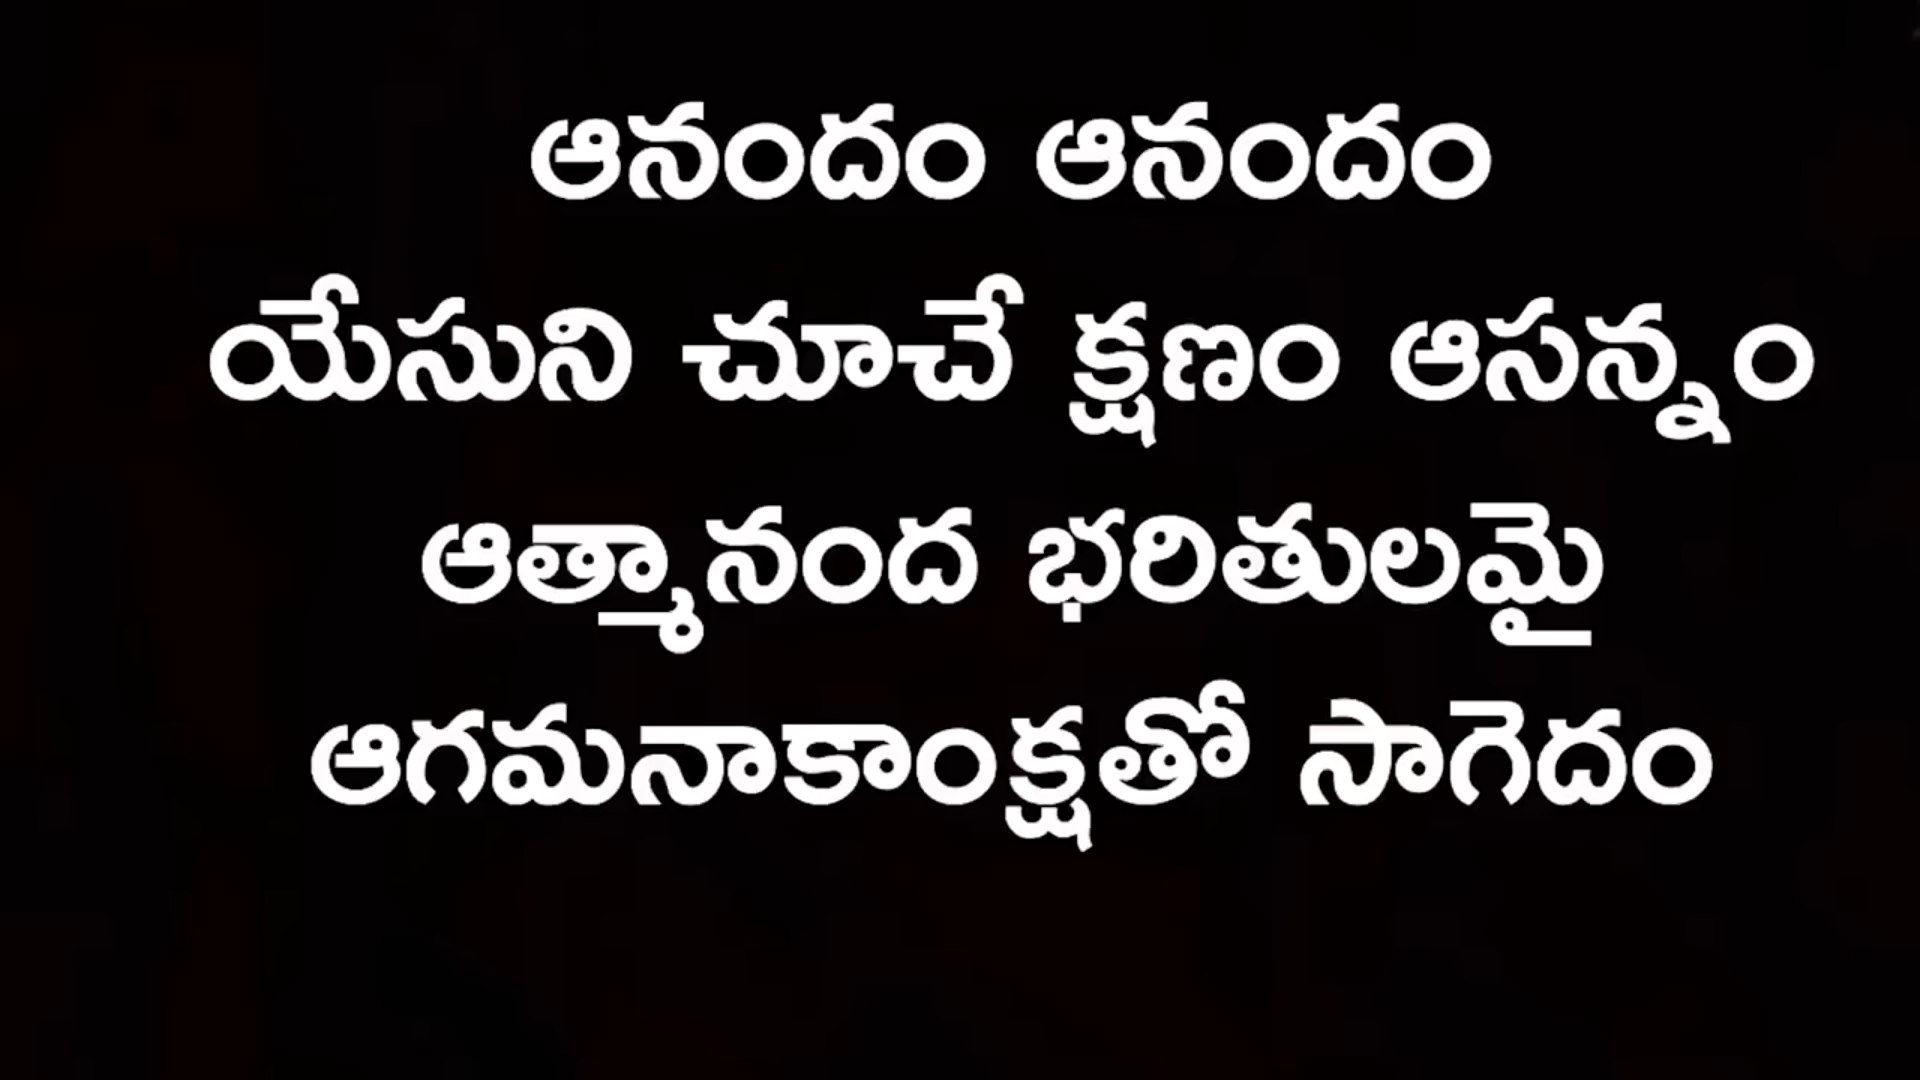 ఆనందం ఆనందం
యేసుని చూచే క్షణం ఆసన్నం
ఆత్మానంద భరితులమై
ఆగమనాకాంక్షతో సాగెదం